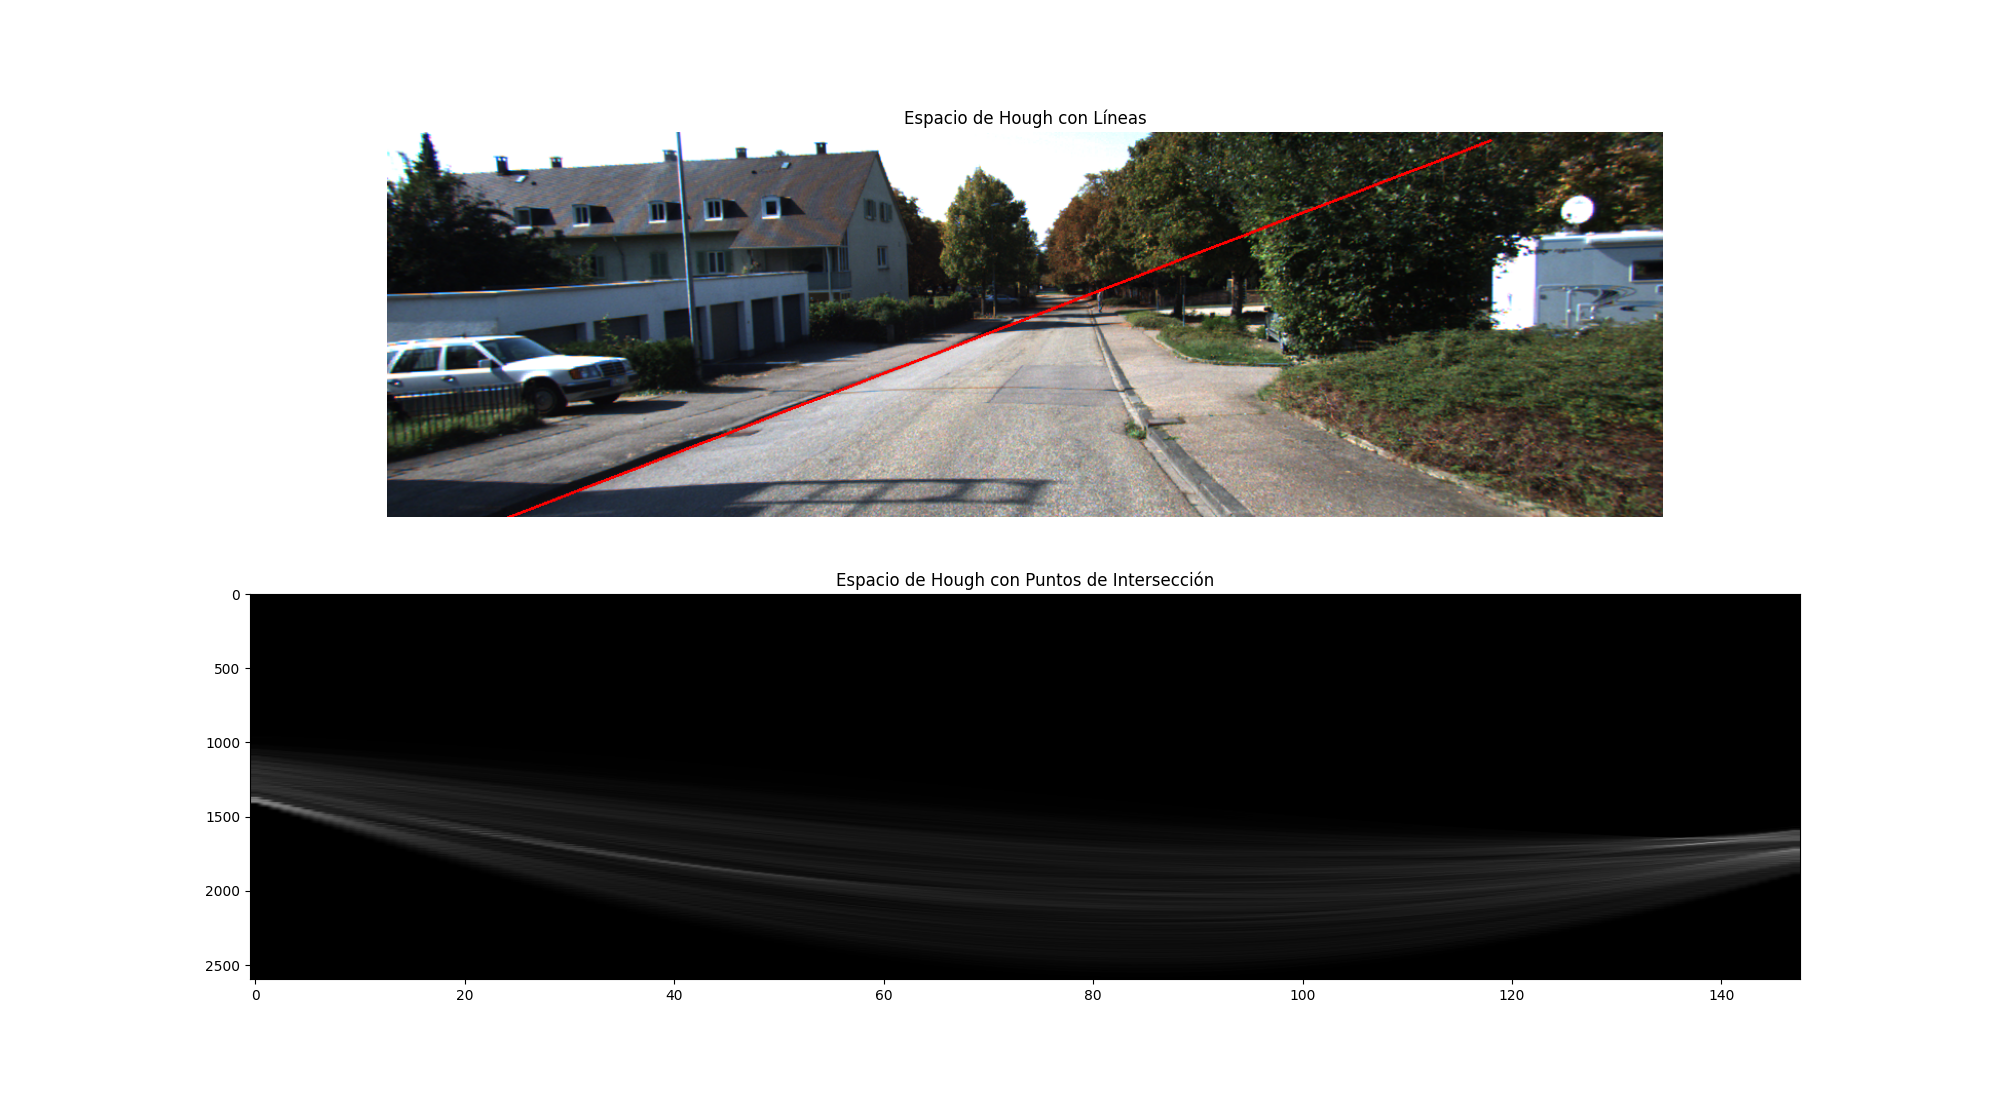 Espacio de Hough con Líneas
Espacio de Hough con Puntos de Intersección
0
500
1000
1500
2000
2500
0 20 40 60 80 100 120 140